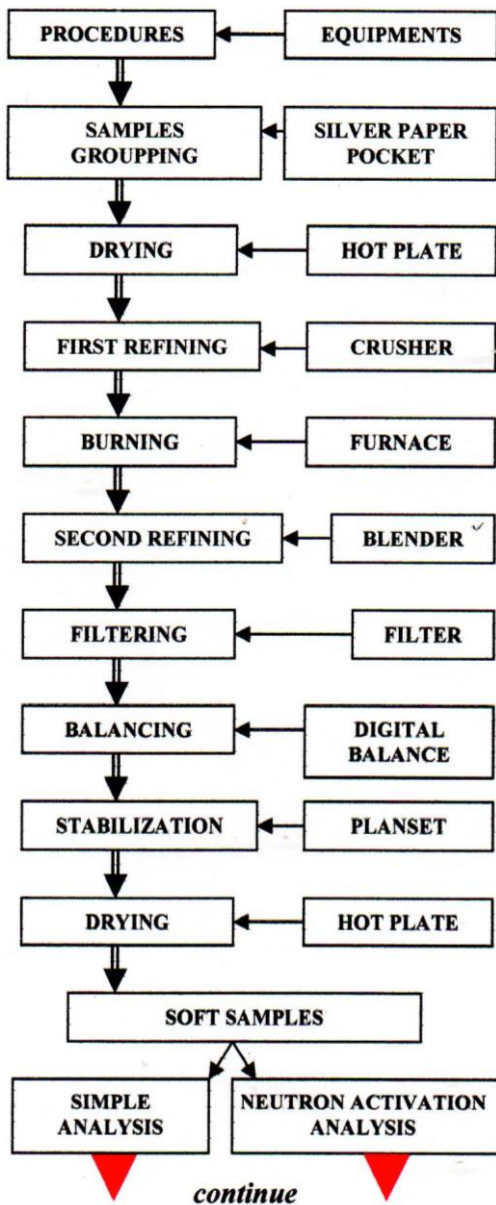 PROCEDURES
EQUIPMENTS
SAMPLES
GROUPPING
SILVER PAPER
POCKET
DRYING
HOT PLATE
FIRST REFINING
CRUSHER
BURNING
FURNACE
SECOND REFINING
BLENDER
FILTERING
FILTER
BALANCING
DIGITAL
BALANCE
STABILIZATION
PLANSET
DRYING
HOT PLATE
SOFT SAMPLES
SIMPLE
ANALYSIS
NEUTRON ACTIVATION
ANALYSIS
continue